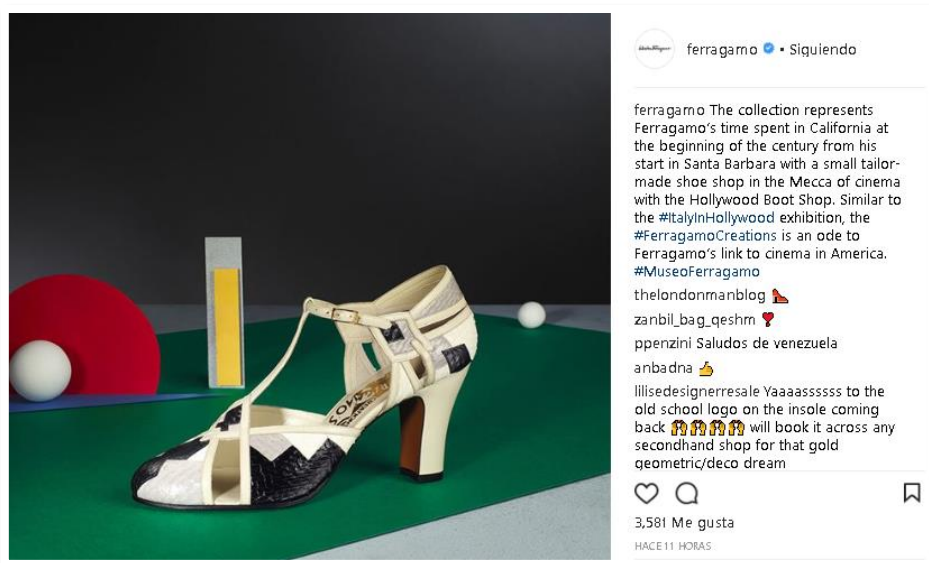 ferragamo • Siguiendo
ferragamo The collection represents
Ferragamo's time spent in California at
the beginning of the century from his
start in Santa Barbara with a small tailor-
made shoe shop in the Mecca of cinema
with the Hollywood Boot Shop. Similar to
the #ItalyInHollywood exhibition, the
#FerragamoCreations is an ode to
Ferragamo's link to cinema in America.
#MuseoFerragamo
thelondonmanblog 👠
zanbil_bag_qeshm ❣
ppenzini Saludos de venezuela
anbadna 👍
lilisedesignerresale Yaaaassssss to the
old school logo on the insole coming
back 🙌🙌🙌🙌 will book it across any
secondhand shop for that gold
geometric/deco dream
3,581 Me gusta
HACE 11 HORAS